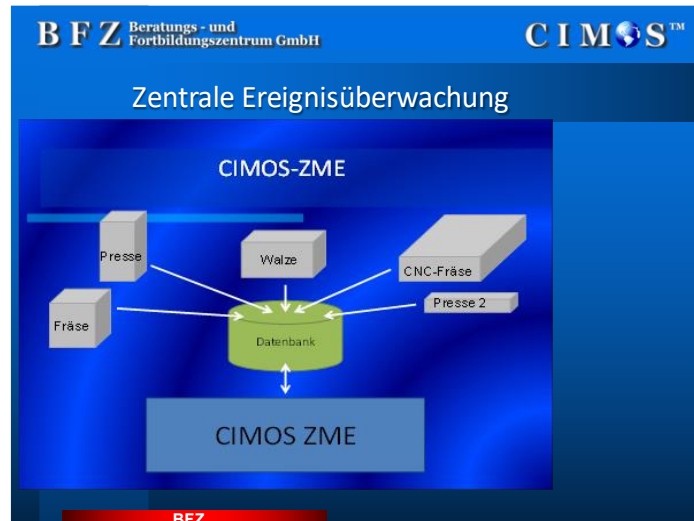 B F Z Beratungs - und
Fortbildungszentrum GmbH
C I M O S™
Zentrale Ereignisüberwachung
CIMOS-ZME
Presse
Walze
CNC-Fräse
Presse 2
Fräse
Datenbank
CIMOS ZME
BFZ